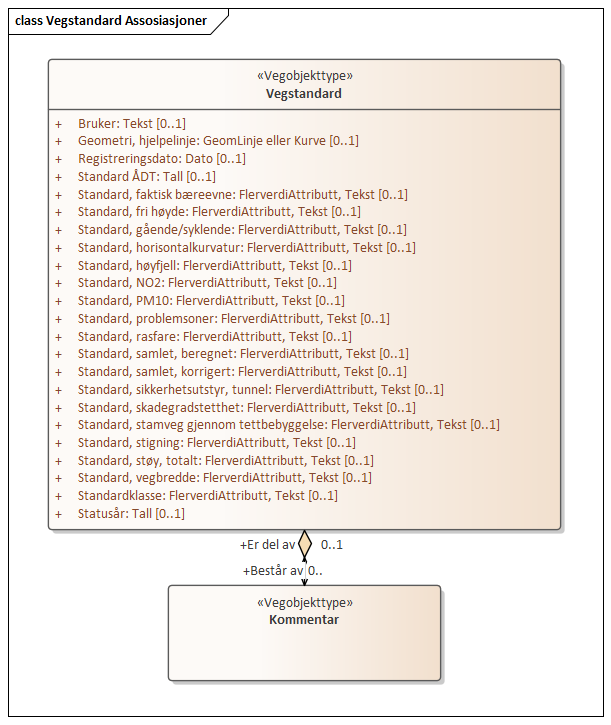 class Vegstandard Assosiasjoner
«Vegobjekttype»
Vegstandard
+ Bruker: Tekst [0..1]
+ Geometri, hjelpelinje: GeomLinje eller Kurve [0..1]
+ Registreringsdato: Dato [0..1]
+ Standard ÅDT: Tall [0..1]
+ Standard, faktisk bæreevne: FlerverdiAttributt, Tekst [0..1]
+ Standard, fri høyde: FlerverdiAttributt, Tekst [0..1]
+ Standard, gående/syklende: FlerverdiAttributt, Tekst [0..1]
+ Standard, horisontalkurvatur: FlerverdiAttributt, Tekst [0..1]
+ Standard, høyfjell: FlerverdiAttributt, Tekst [0..1]
+ Standard, NO2: FlerverdiAttributt, Tekst [0..1]
+ Standard, PM10: FlerverdiAttributt, Tekst [0..1]
+ Standard, problemsoner: FlerverdiAttributt, Tekst [0..1]
+ Standard, rasfare: FlerverdiAttributt, Tekst [0..1]
+ Standard, samlet, beregnet: FlerverdiAttributt, Tekst [0..1]
+ Standard, samlet, korrigert: FlerverdiAttributt, Tekst [0..1]
+ Standard, sikkerhetsutstyr, tunnel: FlerverdiAttributt, Tekst [0..1]
+ Standard, skadegradstetthet: FlerverdiAttributt, Tekst [0..1]
+ Standard, stamveg gjennom tettbebyggelse: FlerverdiAttributt, Tekst [0..1]
+ Standard, stigning: FlerverdiAttributt, Tekst [0..1]
+ Standard, støy, totalt: FlerverdiAttributt, Tekst [0..1]
+ Standard, vegbredde: FlerverdiAttributt, Tekst [0..1]
+ Standardklasse: FlerverdiAttributt, Tekst [0..1]
+ Statusår: Tall [0..1]
+Er del av 0..1
+Består av 0..
«Vegobjekttype»
Kommentar